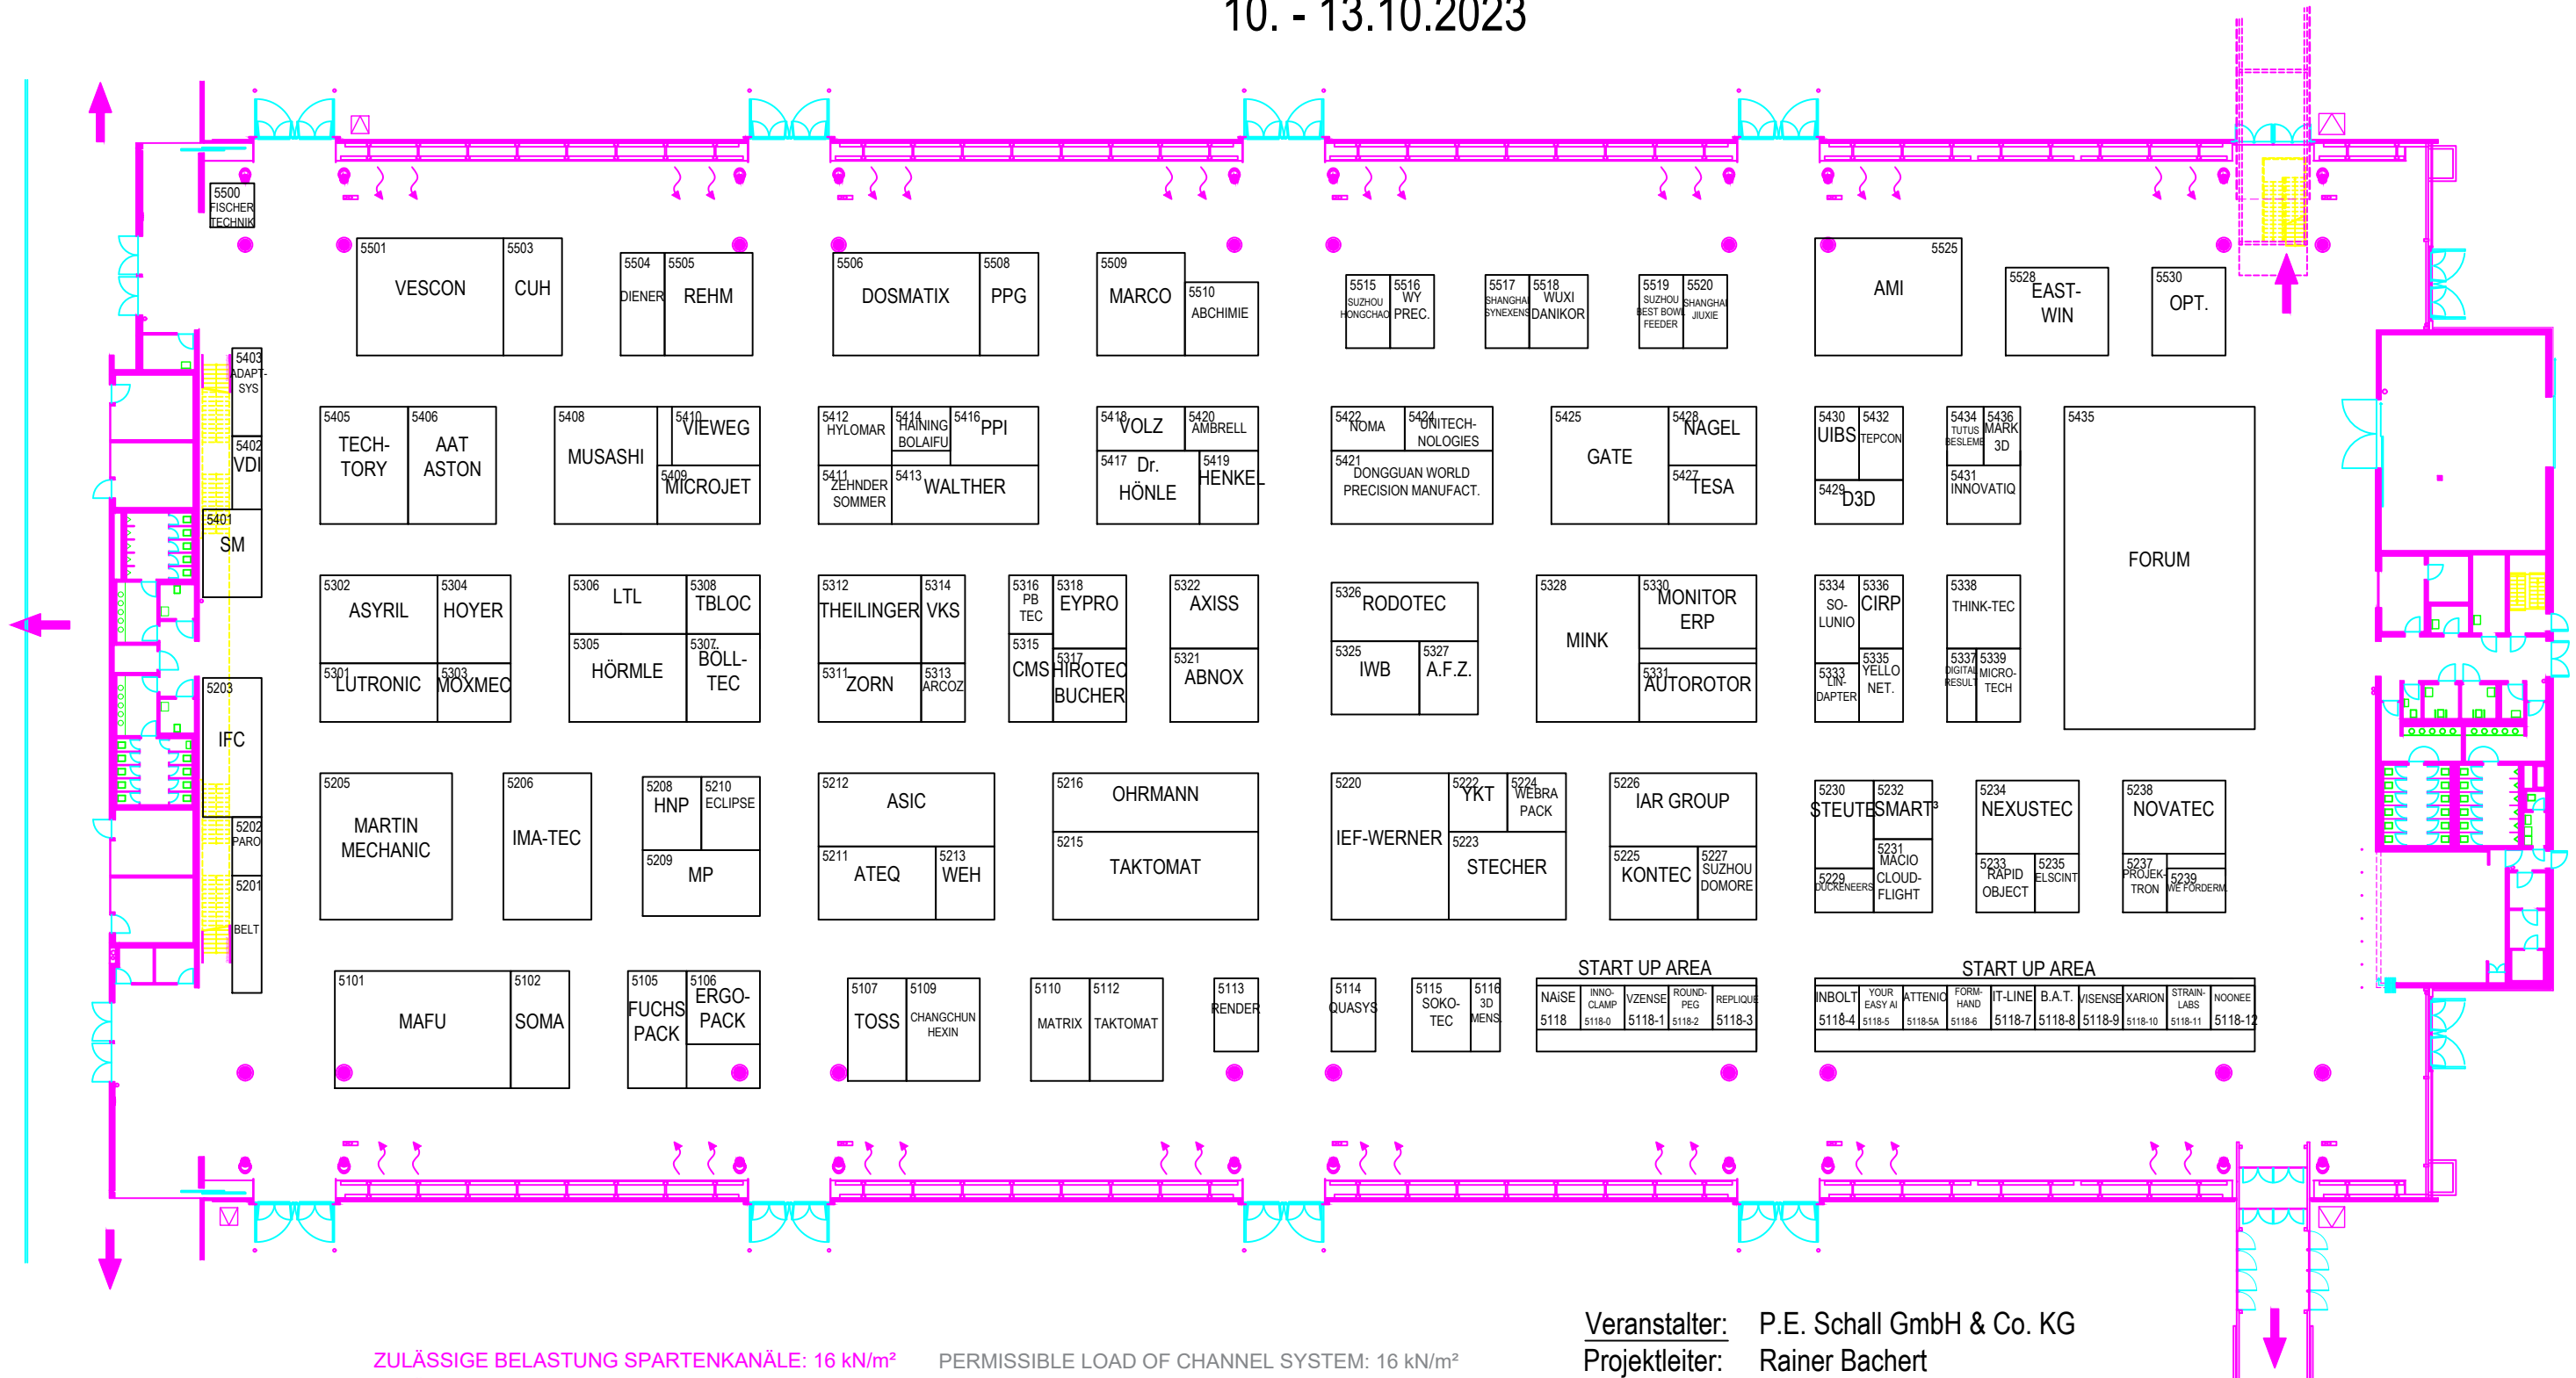 10. - 13.10.2023
5500
FISCHER
TECHNIK
5501
VESCON
5503
CUH
5504
DIENER
5505
REHM
5506
DOSMATIX
5508
PPG
5509
MARCO
5510
ABCHIMIE
5515
SUZHOU
HONGCHAO
5516
WY
PREC.
5517
SHANGHAI
SYNEXENS
5518
WUXI
DANIKOR
5519
SUZHOU
BEST BOWL
FEEDER
5520
SHANGHAI
JIUXIE
5525
AMI
5528
EAST-
WIN
5530
OPT.
5403
ADAPT-
SYS
5402
VDI
5401
SM
5405
TECH-
TORY
5406
AAT
ASTON
5408
MUSASHI
5410
VIEWEG
5409
MICROJET
5412
HYLOMAR
5414
HAINING
BOLAIFU
5416
PPI
5411
ZEHNDER
SOMMER
5413
WALTHER
5418
VOLZ
5420
AMBRELL
5417
Dr.
HÖNLE
5419
HENKEL
5422
NOMA
5424
UNITECH-
NOLOGIES
5421
DONGGUAN WORLD
PRECISION MANUFACT.
5425
GATE
5428
NAGEL
5427
TESA
5430
UIBS
5432
TEPCON
5429
D3D
5434
TUTUS
BESLEME
5436
MARK
3D
5431
INNOVATIQ
5435
FORUM
5302
ASYRIL
5304
HOYER
5301
LUTRONIC
5303
MOXMEC
5306
LTL
5308
TBLOC
5305
HÖRMLE
5307.
BÖLL-
TEC
5312
THEILINGER
5314
VKS
5311
ZORN
5313
ARCOZ
5316
PB
TEC
5318
EYPRO
5315
CMS
5317
HIROTEC
BUCHER
5322
AXISS
5321
ABNOX
5326
RODOTEC
5325
IWB
5327
A.F.Z.
5328
MINK
5330
MONITOR
ERP
5331
AUTOROTOR
5334
SO-
LUNIO
5336
CIRP
5333
LIN-
DAPTER
5335
YELLO
NET.
5338
THINK-TEC
5337
DIGITAL
RESULT
5339
MICRO-
TECH
5203
IFC
5202
PARO
5201
BELT
5205
MARTIN
MECHANIC
5206
IMA-TEC
5208
HNP
5210
ECLIPSE
5209
MP
5212
ASIC
5211
ATEQ
5213
WEH
5216
OHRMANN
5215
TAKTOMAT
5220
IEF-WERNER
5222
YKT
5224
WEBRA
PACK
5223
STECHER
5226
IAR GROUP
5225
KONTEC
5227
SUZHOU
DOMORE
5230
STEUTE
5232
SMART³
5229
DUCKENEERS
5231
MACIO
CLOUD-
FLIGHT
5234
NEXUSTEC
5233
RAPID
OBJECT
5235
ELSCINT
5238
NOVATEC
5237
PROJEK-
TRON
5239
WE FÖRDERM.
5101
MAFU
5102
SOMA
5105
FUCHS
PACK
5106
ERGO-
PACK
5107
TOSS
5109
CHANGCHUN
HEXIN
5110
MATRIX
5112
TAKTOMAT
5113
RENDER
5114
QUASYS
5115
SOKO-
TEC
5116
3D
MENS.
START UP AREA
NAiSE
5118
INNO-
CLAMP
5118-0
VZENSE
5118-1
ROUND-
PEG
5118-2
REPLIQUE
5118-3
START UP AREA
INBOLT
5118-4
YOUR
EASY AI
5118-5
ATTENIO
5118-5A
FORM-
HAND
5118-6
IT-LINE
5118-7
B.A.T.
5118-8
VISENSE
5118-9
XARION
5118-10
STRAIN-
LABS
5118-11
NOONEE
5118-12
Veranstalter: P.E. Schall GmbH & Co. KG
Projektleiter: Rainer Bachert
ZULÄSSIGE BELASTUNG SPARTENKANÄLE: 16 kN/m² PERMISSIBLE LOAD OF CHANNEL SYSTEM: 16 kN/m²